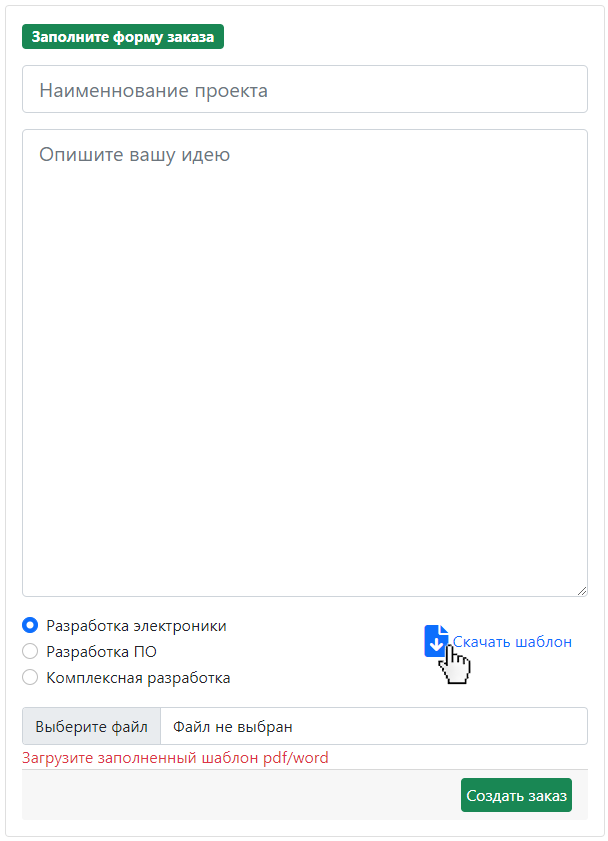 Заполните форму заказа
Наименнование проекта
Опишите вашу идею
Разработка электроники
Разработка ПО
Комплексная разработка
Скачать шаблон
Выберите файл Файл не выбран
Загрузите заполненный шаблон pdf/word
Создать заказ